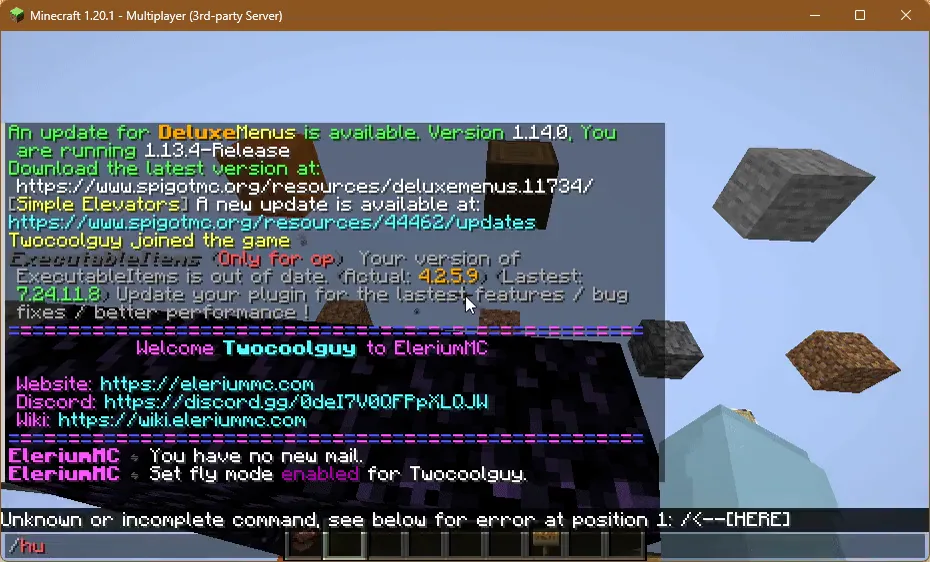 Minecraft 1.20.1 - Multiplayer (3rd-party Server)
An update for DeluxeMenus is available. Version 1.14.0, You
are running 1.13.4-Release
Download the latest version at:
https://www.spigotmc.org/resources/deluxemenus.11734/
[Simple Elevators] A new update is available at:
https://www.spigotmc.org/resources/44462/updates
Twocoolguy joined the game
ExecutableItems (Only for op) Your version of
ExecutableItems is out of date (Actual: 4.2.5.9) (Lastest:
7.24.11.8) Update your plugin for the lastest features / bug
fixes / better performance !
Welcome Twocoolguy to EleriumMC
Website: https://eleriummc.com
Discord: https://discord.gg/0deI7V0QFPpXLQJW
Wiki: https://wiki.eleriummc.com
EleriumMC You have no new mail.
EleriumMC Set fly mode enabled for Twocoolguy.
Unknown or incomplete command, see below for error at position 1: /<--[HERE]
/hu